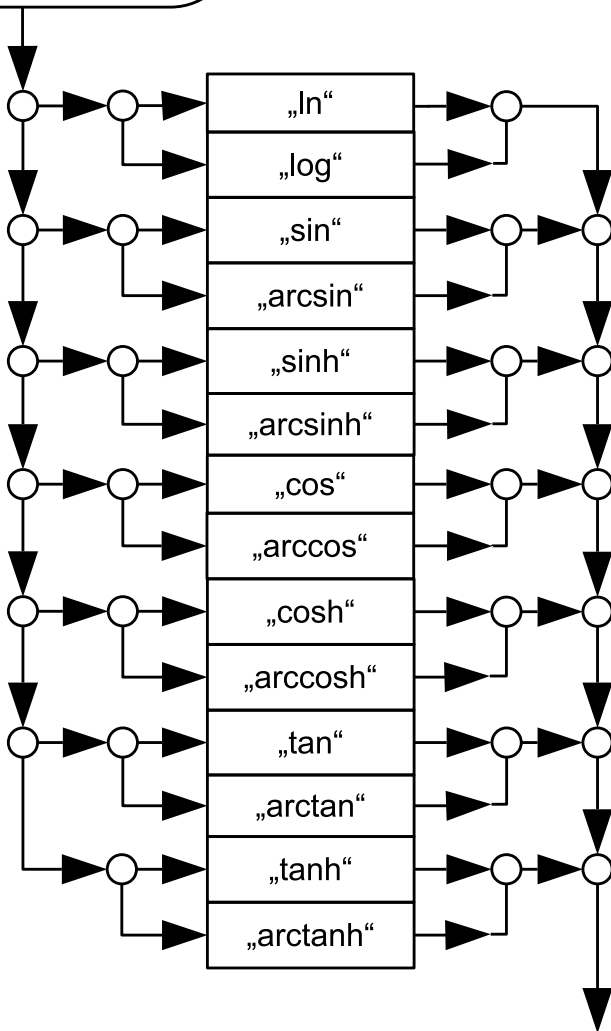 „ln“
„log“
„sin“
„arcsin“
„sinh“
„arcsinh“
„cos“
„arccos“
„cosh“
„arccosh“
„tan“
„arctan“
„tanh“
„arctanh“